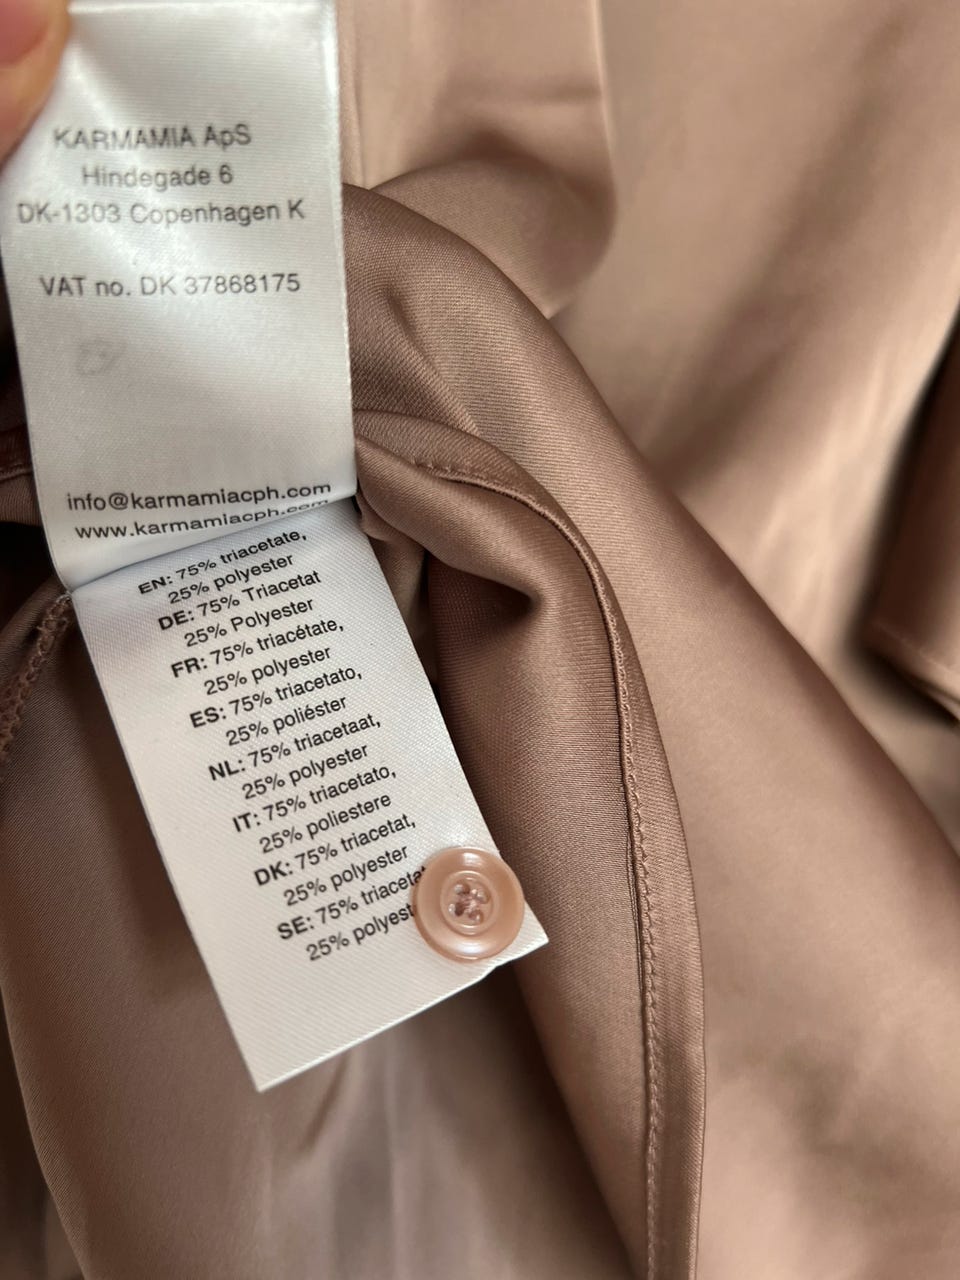 KARMAMIA ApS
Hindegade 6
DK-1303 Copenhagen K
VAT no. DK 37868175
info@karmamiacph.com
www.karmamiacph.com
EN: 75% triacetate,
25% polyester
DE: 75% Triacetat
25% Polyester
FR: 75% triacétate,
25% polyester
ES: 75% triacetato,
25% poliéster
NL: 75% triacetaat,
25% polyester
IT: 75% triacetato,
25% poliestere
DK: 75% triacetat,
25% polyester
SE: 75% triacetat
25% polyest